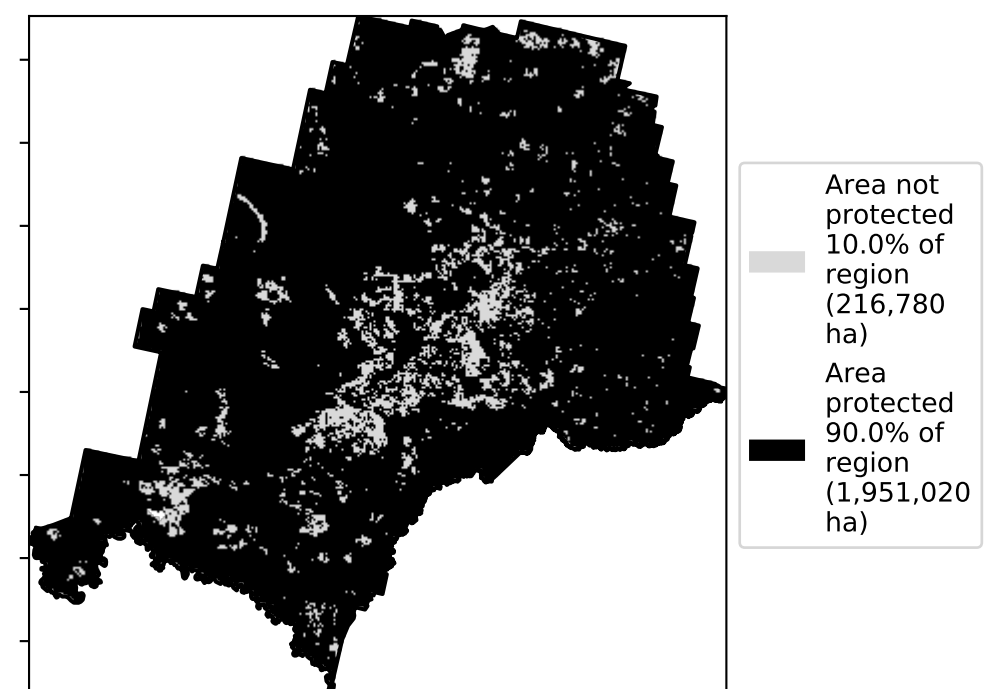 Area not
protected
10.0% of
region
(216,780
ha)
Area
protected
90.0% of
region
(1,951,020
ha)